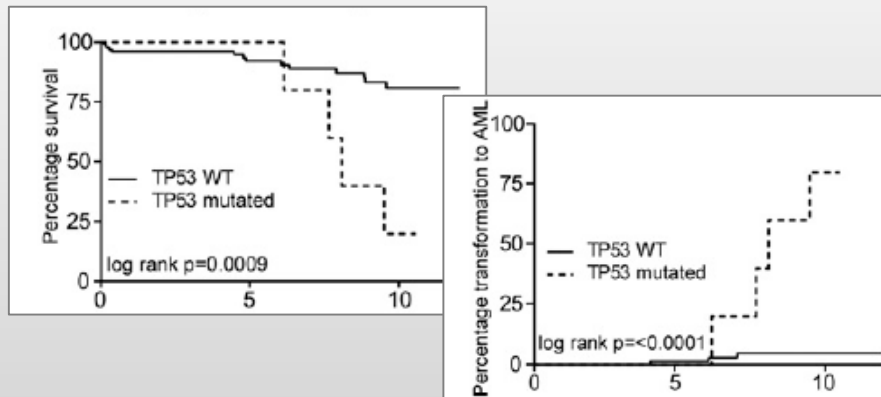 Percentage survival
100
75
50
25
0
TP53 WT
TP53 mutated
log rank p=0.0009
0
5
10
Percentage transformation to AML
100
75
50
25
0
TP53 WT
TP53 mutated
log rank p=<0.0001
0
5
10